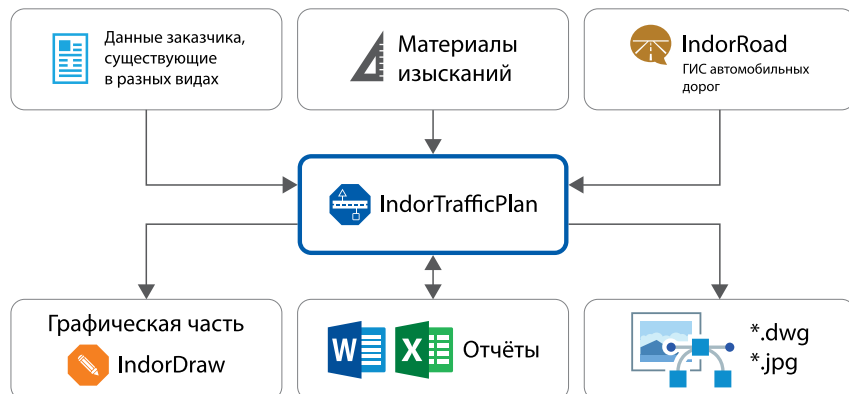 Данные заказчика,
существующие
в разных видах
Материалы
изысканий
IndorRoad
ГИС автомобильных
дорог
IndorTrafficPlan
Графическая часть
IndorDraw
W
X
Отчёты
*.dwg
*.jpg